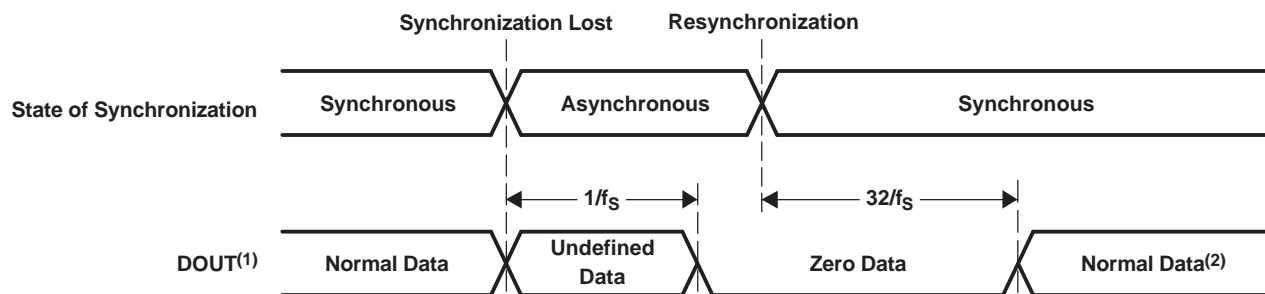 Synchronization Lost
Resynchronization
State of Synchronization
Synchronous
Asynchronous
Synchronous
1/fS
32/fS
DOUT(1)
Normal Data
Undefined
Data
Zero Data
Normal Data(2)